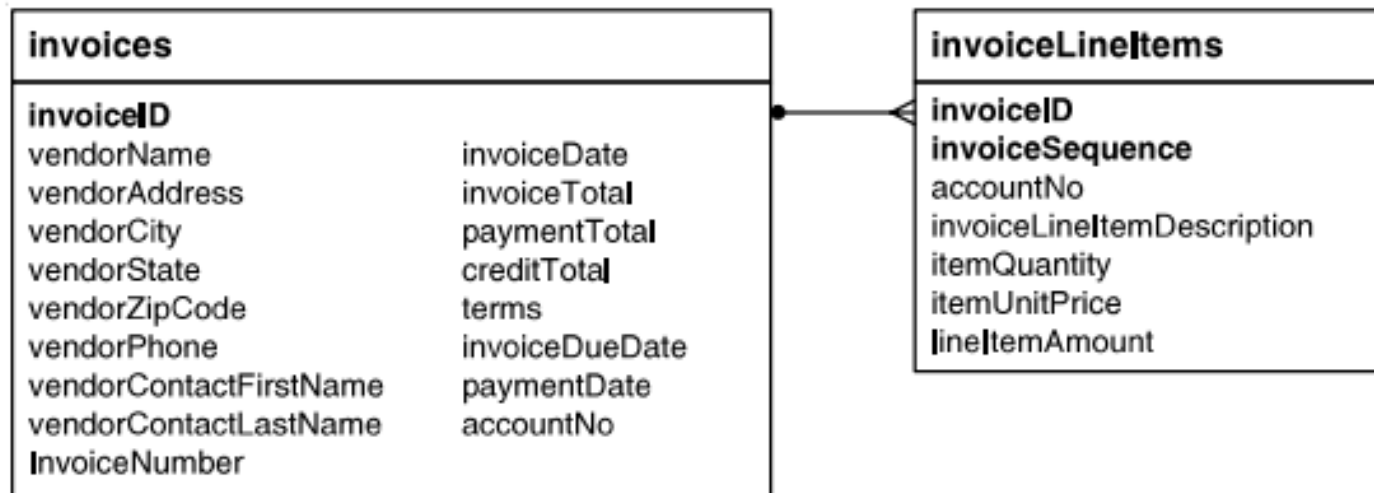 invoices
invoiceID
vendorName invoiceDate
vendorAddress invoiceTotal
vendorCity paymentTotal
vendorState creditTotal
vendorZipCode terms
vendorPhone invoiceDueDate
vendorContactFirstName paymentDate
vendorContactLastName accountNo
InvoiceNumber
invoiceLineItems
invoiceID
invoiceSequence
accountNo
invoiceLineItemDescription
itemQuantity
itemUnitPrice
lineItemAmount